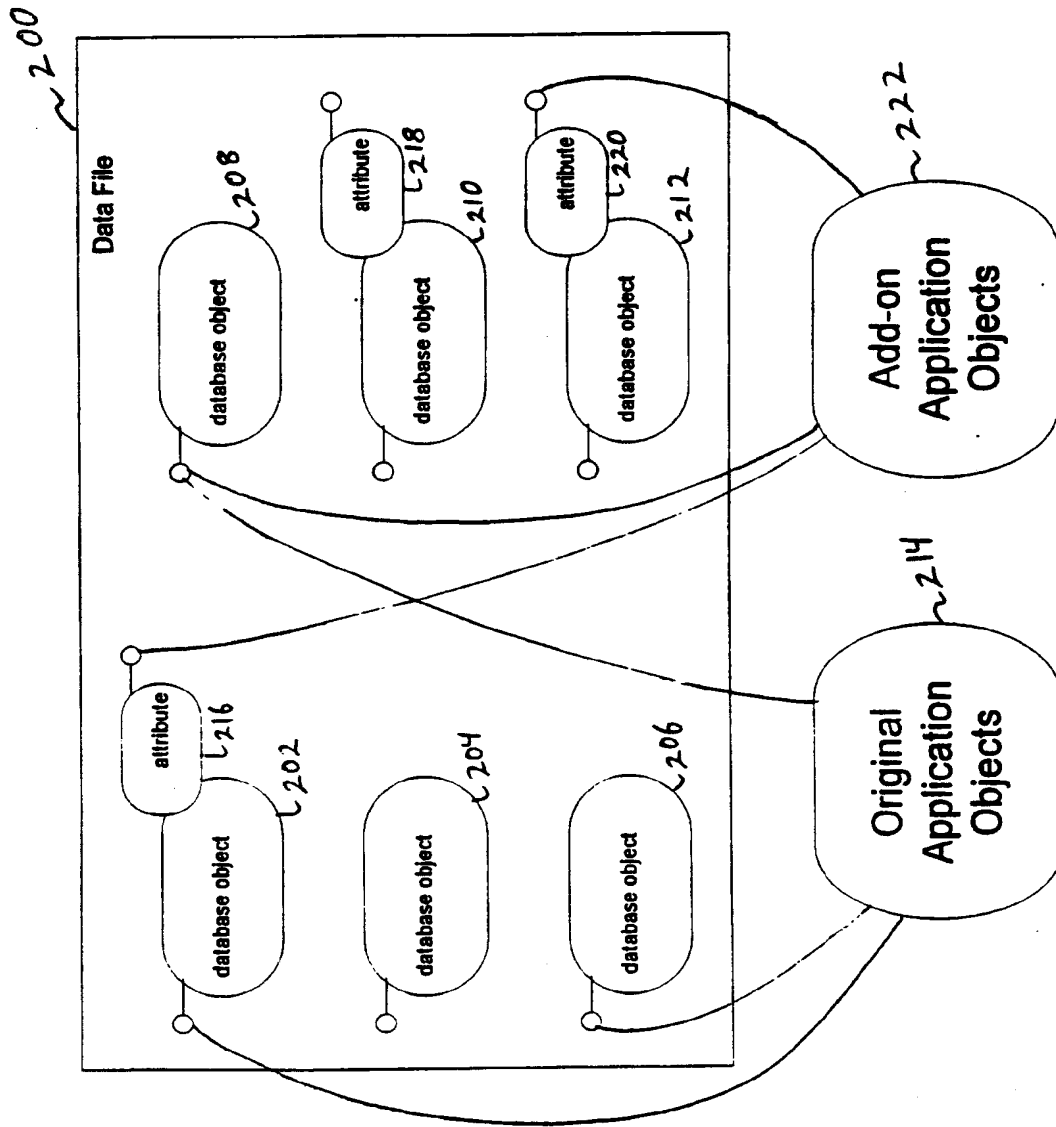 200
Data File
attribute
216
database object
202
database object
204
database object
206
database object
208
attribute
218
database object
210
attribute
220
database object
212
Original
Application
Objects
214
Add-on
Application
Objects
222